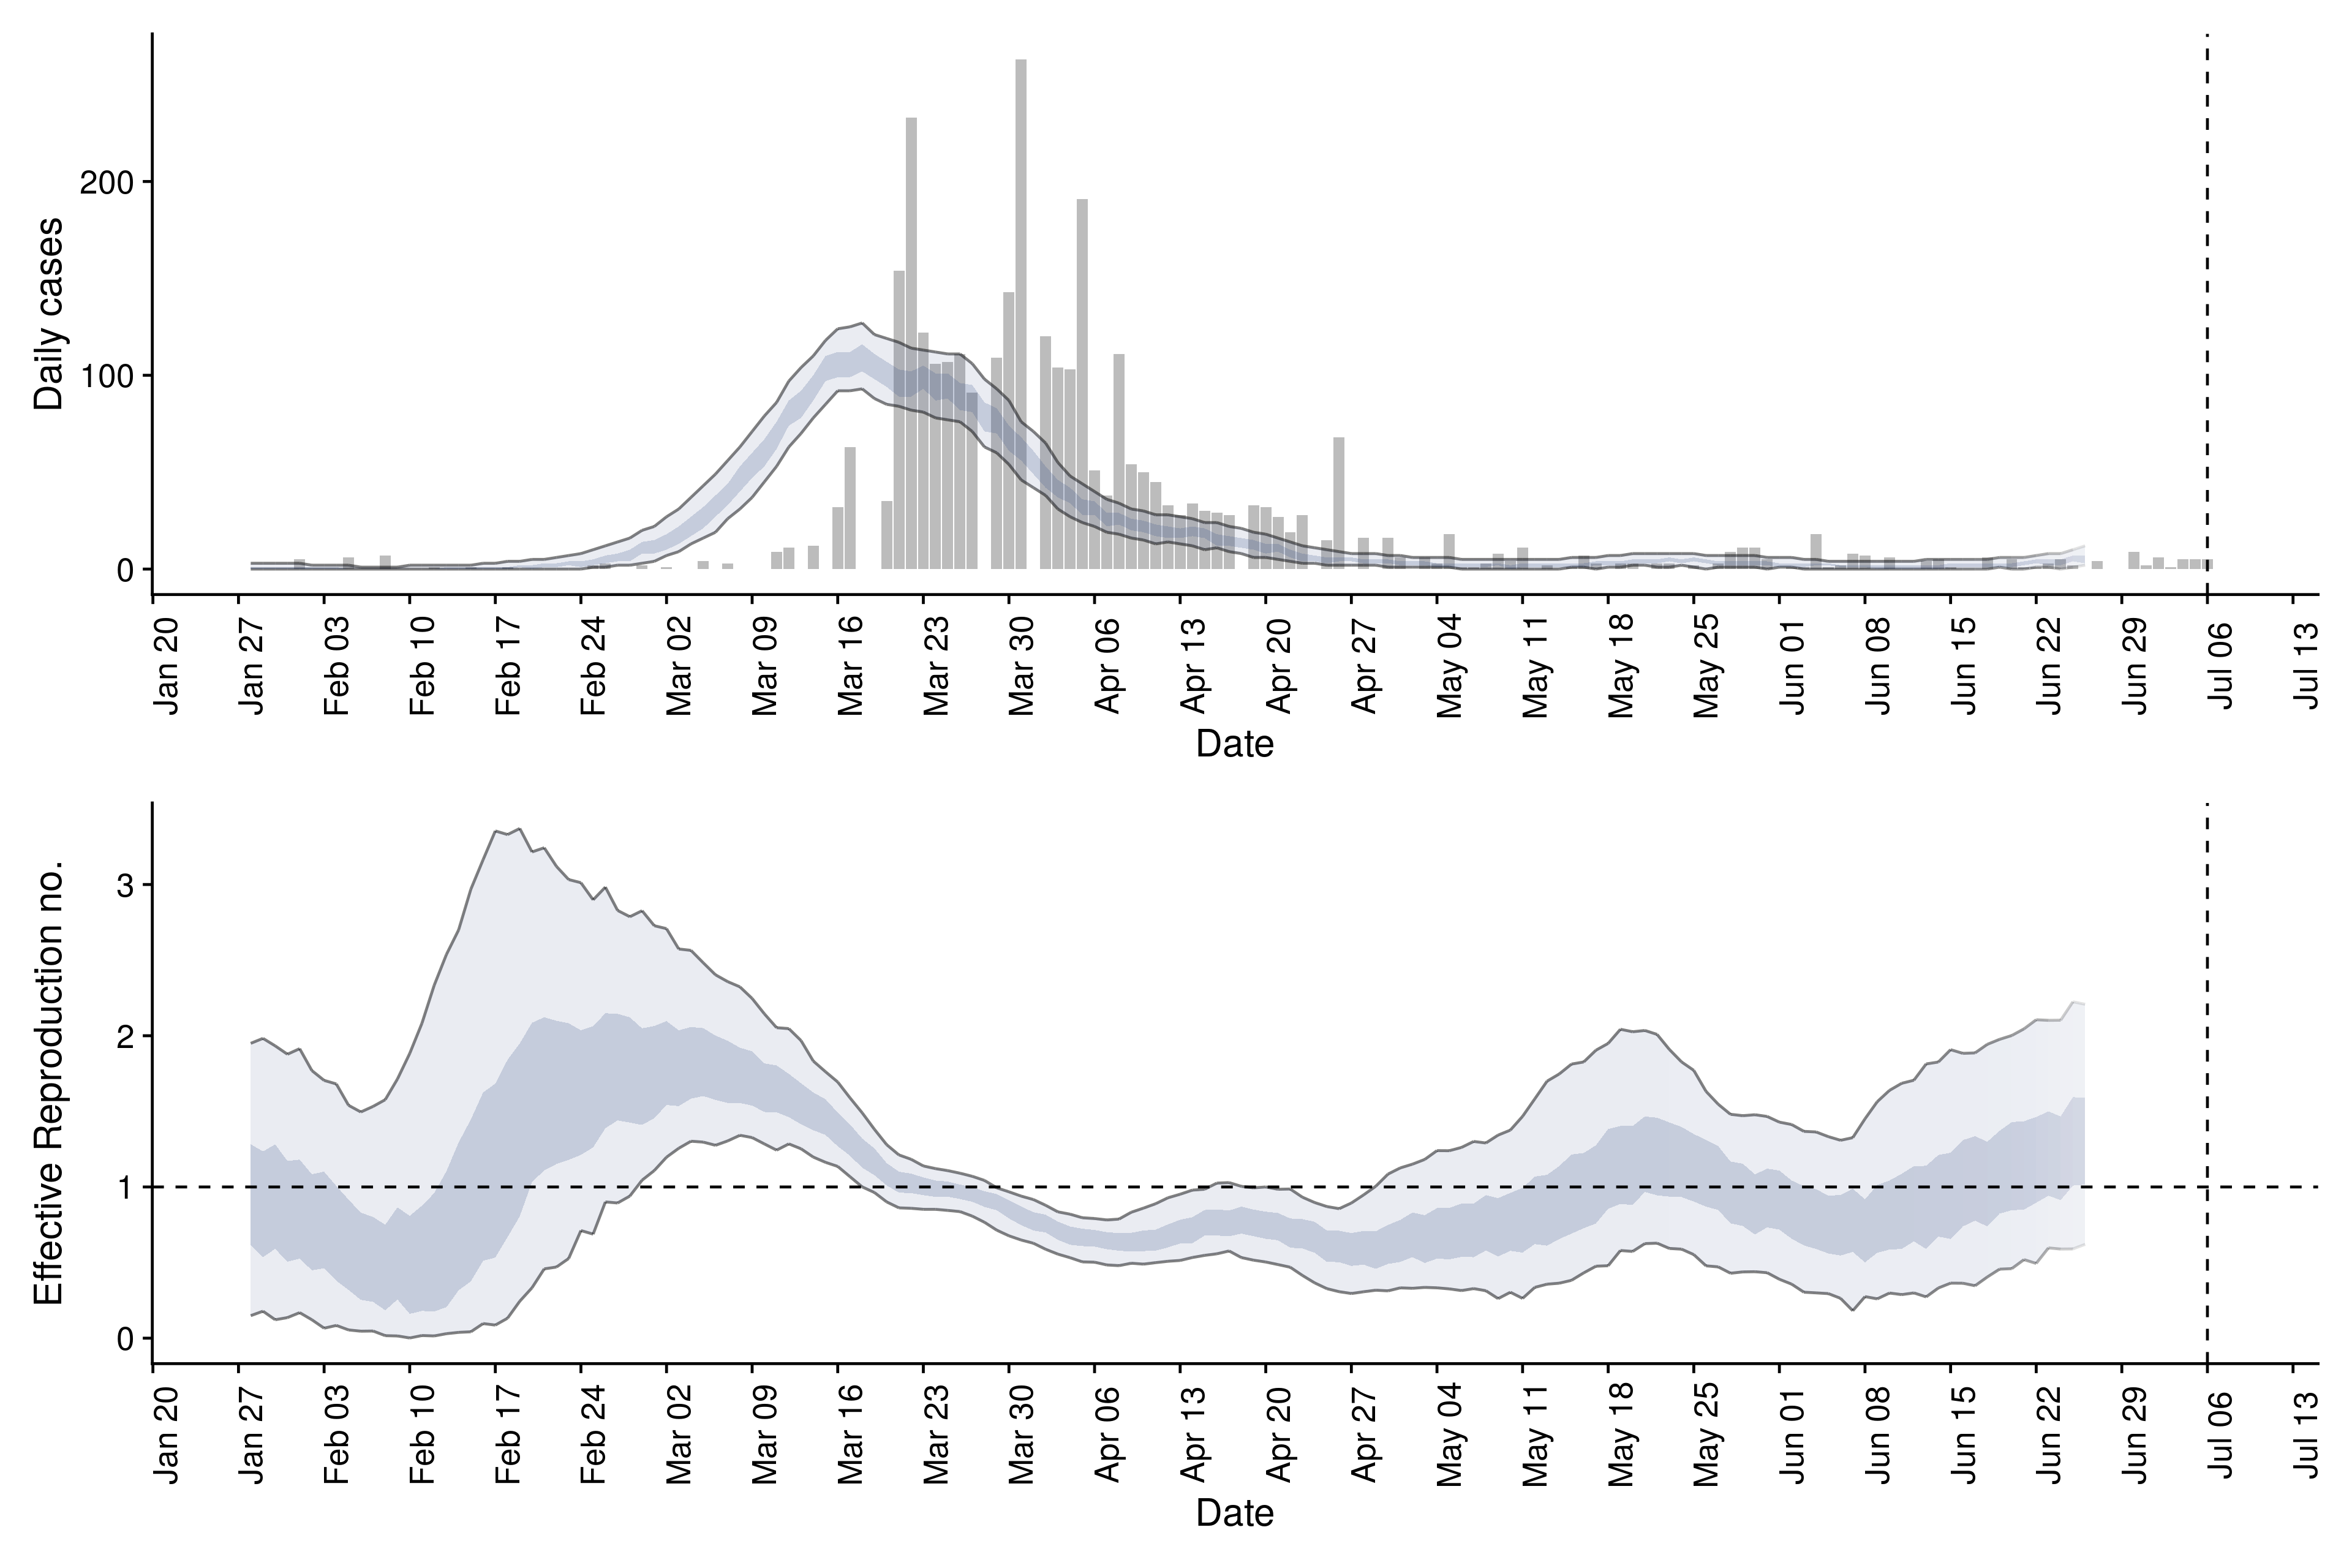 Daily cases
200
100
0
Jan 20
Jan 27
Feb 03
Feb 10
Feb 17
Feb 24
Mar 02
Mar 09
Mar 16
Mar 23
Mar 30
Apr 06
Apr 13
Apr 20
Apr 27
May 04
May 11
May 18
May 25
Jun 01
Jun 08
Jun 15
Jun 22
Jun 29
Jul 06
Jul 13
Date
Effective Reproduction no.
3
2
1
0
Jan 20
Jan 27
Feb 03
Feb 10
Feb 17
Feb 24
Mar 02
Mar 09
Mar 16
Mar 23
Mar 30
Apr 06
Apr 13
Apr 20
Apr 27
May 04
May 11
May 18
May 25
Jun 01
Jun 08
Jun 15
Jun 22
Jun 29
Jul 06
Jul 13
Date